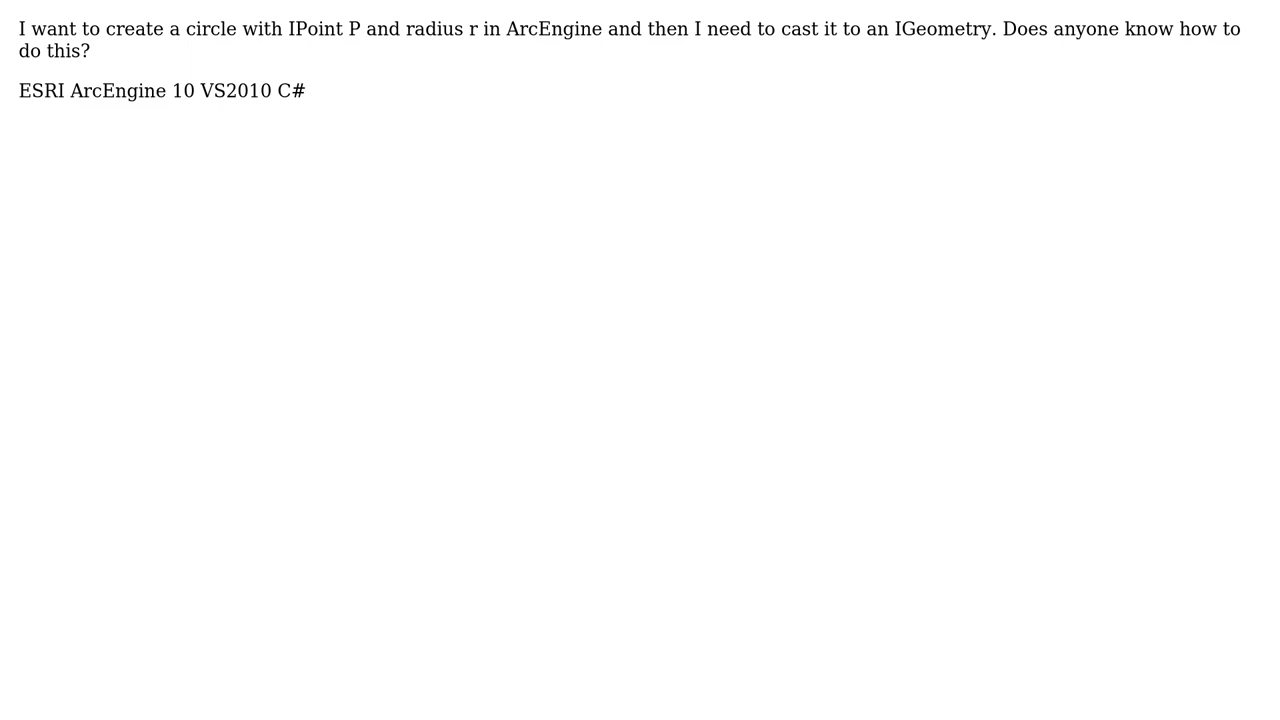 I want to create a circle with IPoint P and radius r in ArcEngine and then I need to cast it to an IGeometry. Does anyone know how to
do this?
ESRI ArcEngine 10 VS2010 C#